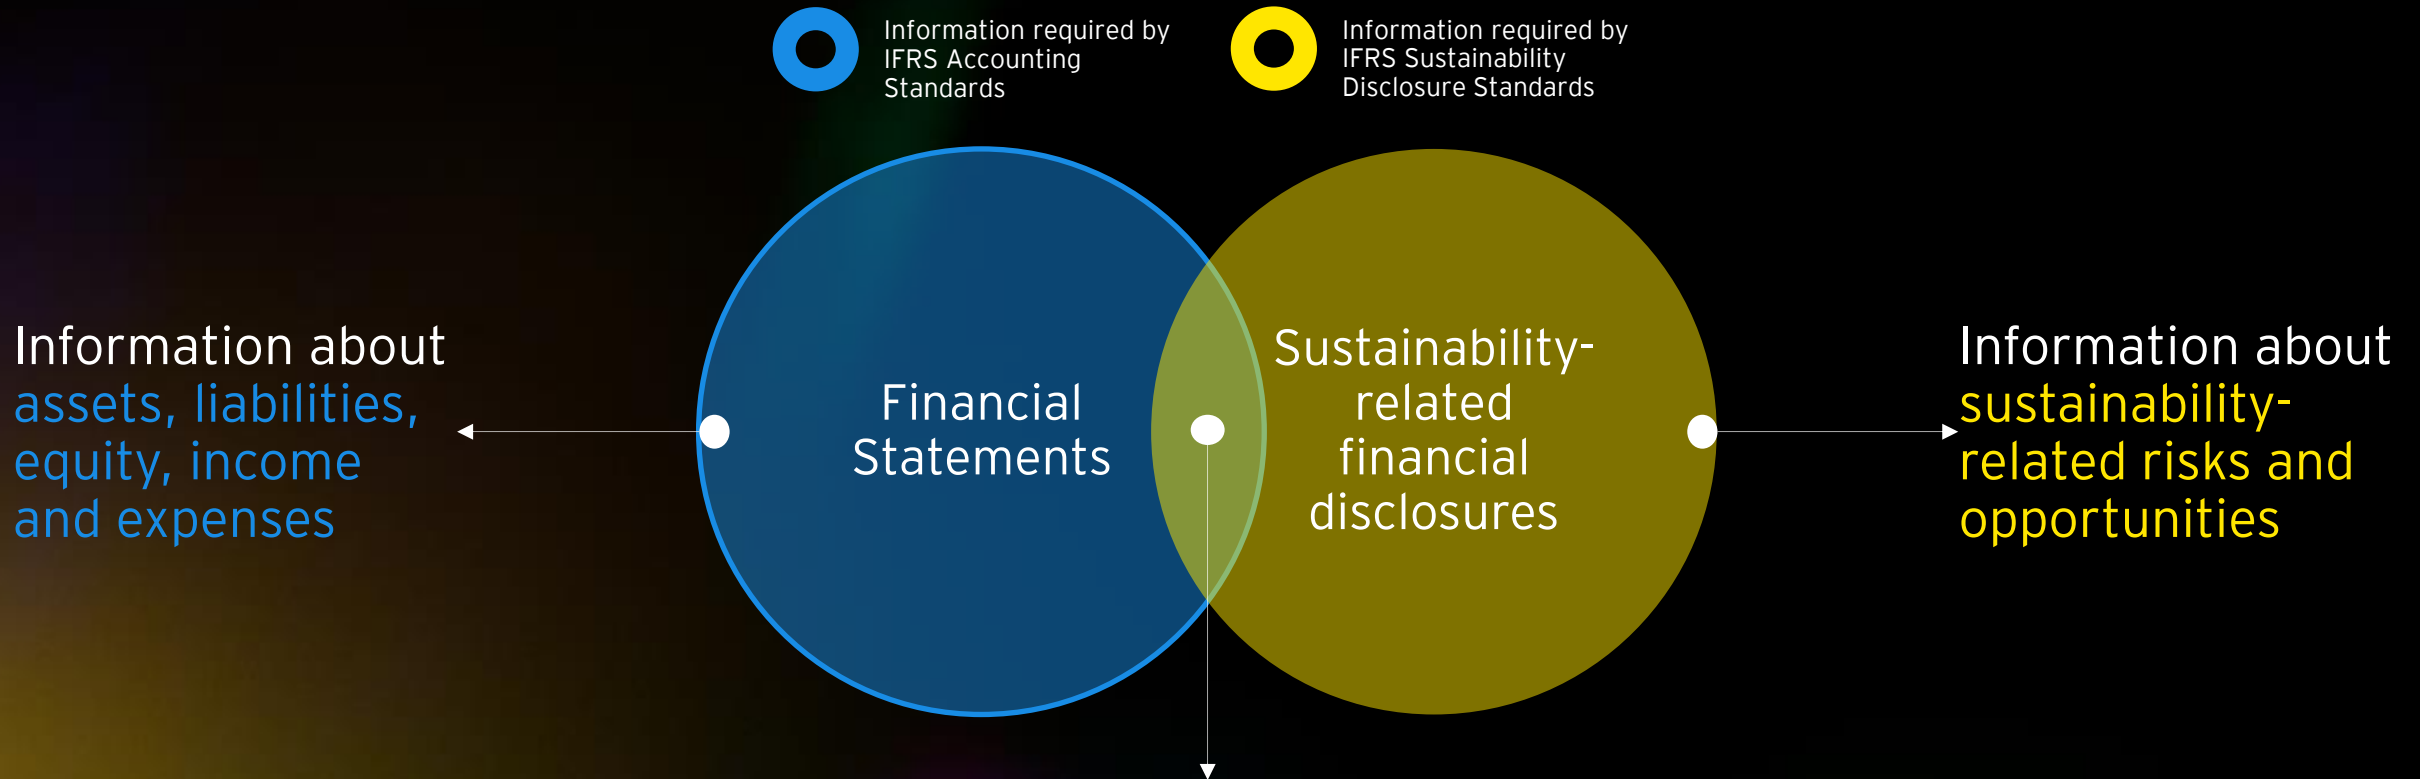 Information required by
IFRS Accounting
Standards
Information required by
IFRS Sustainability
Disclosure Standards
Information about
assets, liabilities,
equity, income
and expenses
Financial
Statements
Sustainability-
related
financial
disclosures
Information about
sustainability-
related risks and
opportunities